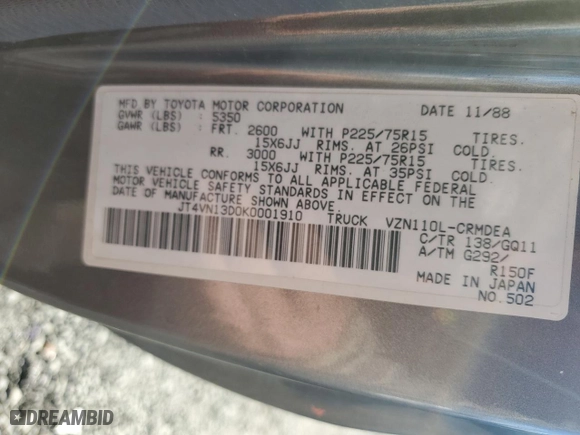 MFD BY TOYOTA MOTOR CORPORATION DATE 11/88
GVWR (LBS) : 5350
GAWR (LBS) : FRT. 2600 WITH P225/75R15 TIRES.
15X6JJ RIMS. AT 26PSI COLD.
RR. 3000 WITH P225/75R15 TIRES.
15X6JJ RIMS. AT 35PSI COLD.
THIS VEHICLE CONFORMS TO ALL APPLICABLE FEDERAL
MOTOR VEHICLE SAFETY STANDARDS IN EFFECT ON THE
DATE OF MANUFACTURE SHOWN ABOVE.
JT4VN13D0K0001910 TRUCK VZN110L-CRMDEA
C/TR 138/GQ11
A/TM G292/
R150F
MADE IN JAPAN
NO.502
DREAMBID